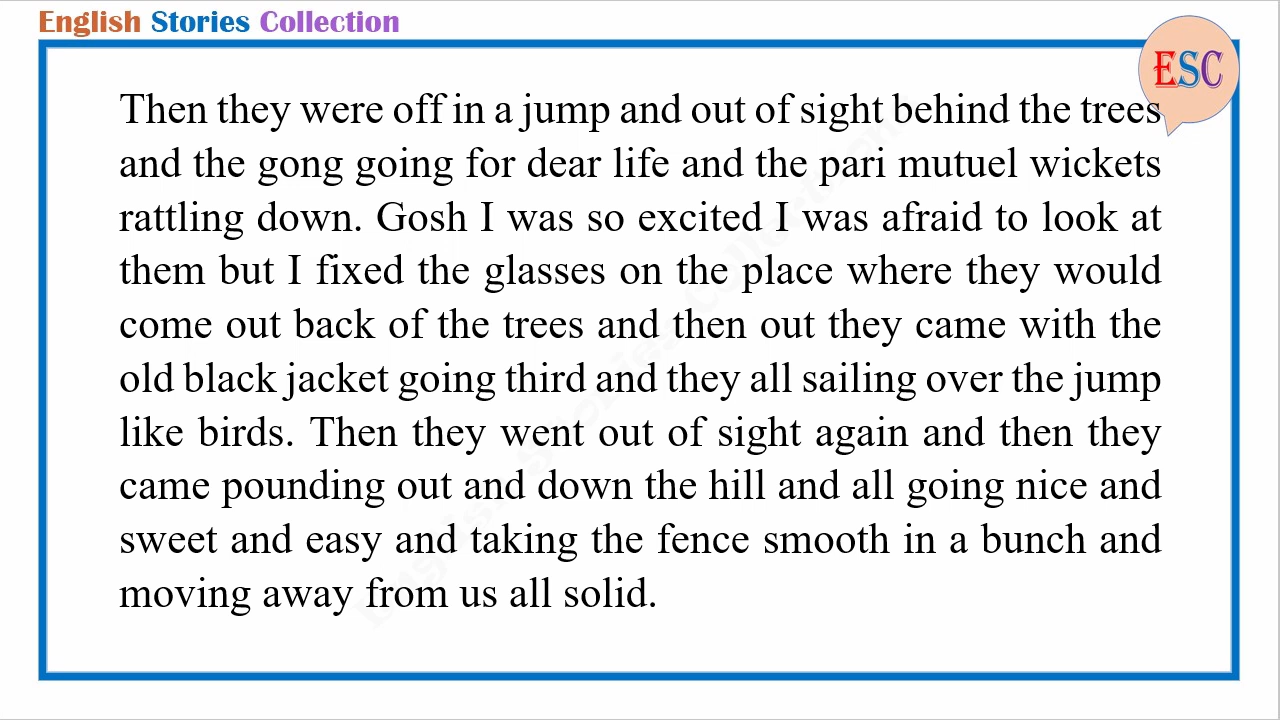 English Stories Collection
ESC
Then they were off in a jump and out of sight behind the trees
and the gong going for dear life and the pari mutuel wickets
rattling down. Gosh I was so excited I was afraid to look at
them but I fixed the glasses on the place where they would
come out back of the trees and then out they came with the
old black jacket going third and they all sailing over the jump
like birds. Then they went out of sight again and then they
came pounding out and down the hill and all going nice and
sweet and easy and taking the fence smooth in a bunch and
moving away from us all solid.
English Stories Collection